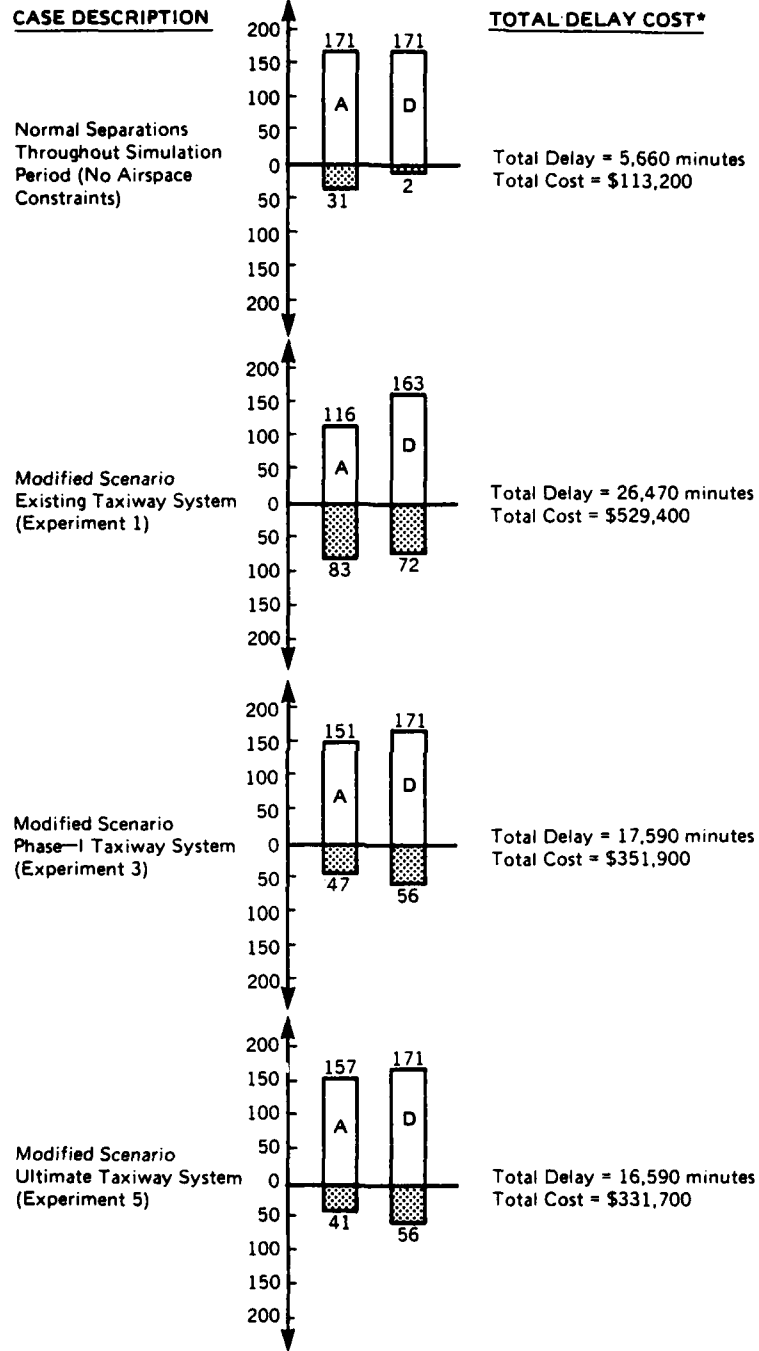 CASE DESCRIPTION
TOTAL DELAY COST*
200
150
100
50
0
50
100
150
200
171
171
A
D
31
2
Normal Separations
Throughout Simulation
Period (No Airspace
Constraints)
Total Delay = 5,660 minutes
Total Cost = $113,200
200
150
100
50
0
50
100
150
200
116
163
A
D
83
72
Modified Scenario
Existing Taxiway System
(Experiment 1)
Total Delay = 26,470 minutes
Total Cost = $529,400
200
150
100
50
0
50
100
150
200
151
171
A
D
47
56
Modified Scenario
Phase—I Taxiway System
(Experiment 3)
Total Delay = 17,590 minutes
Total Cost = $351,900
200
150
100
50
0
50
100
150
200
157
171
A
D
41
56
Modified Scenario
Ultimate Taxiway System
(Experiment 5)
Total Delay = 16,590 minutes
Total Cost = $331,700